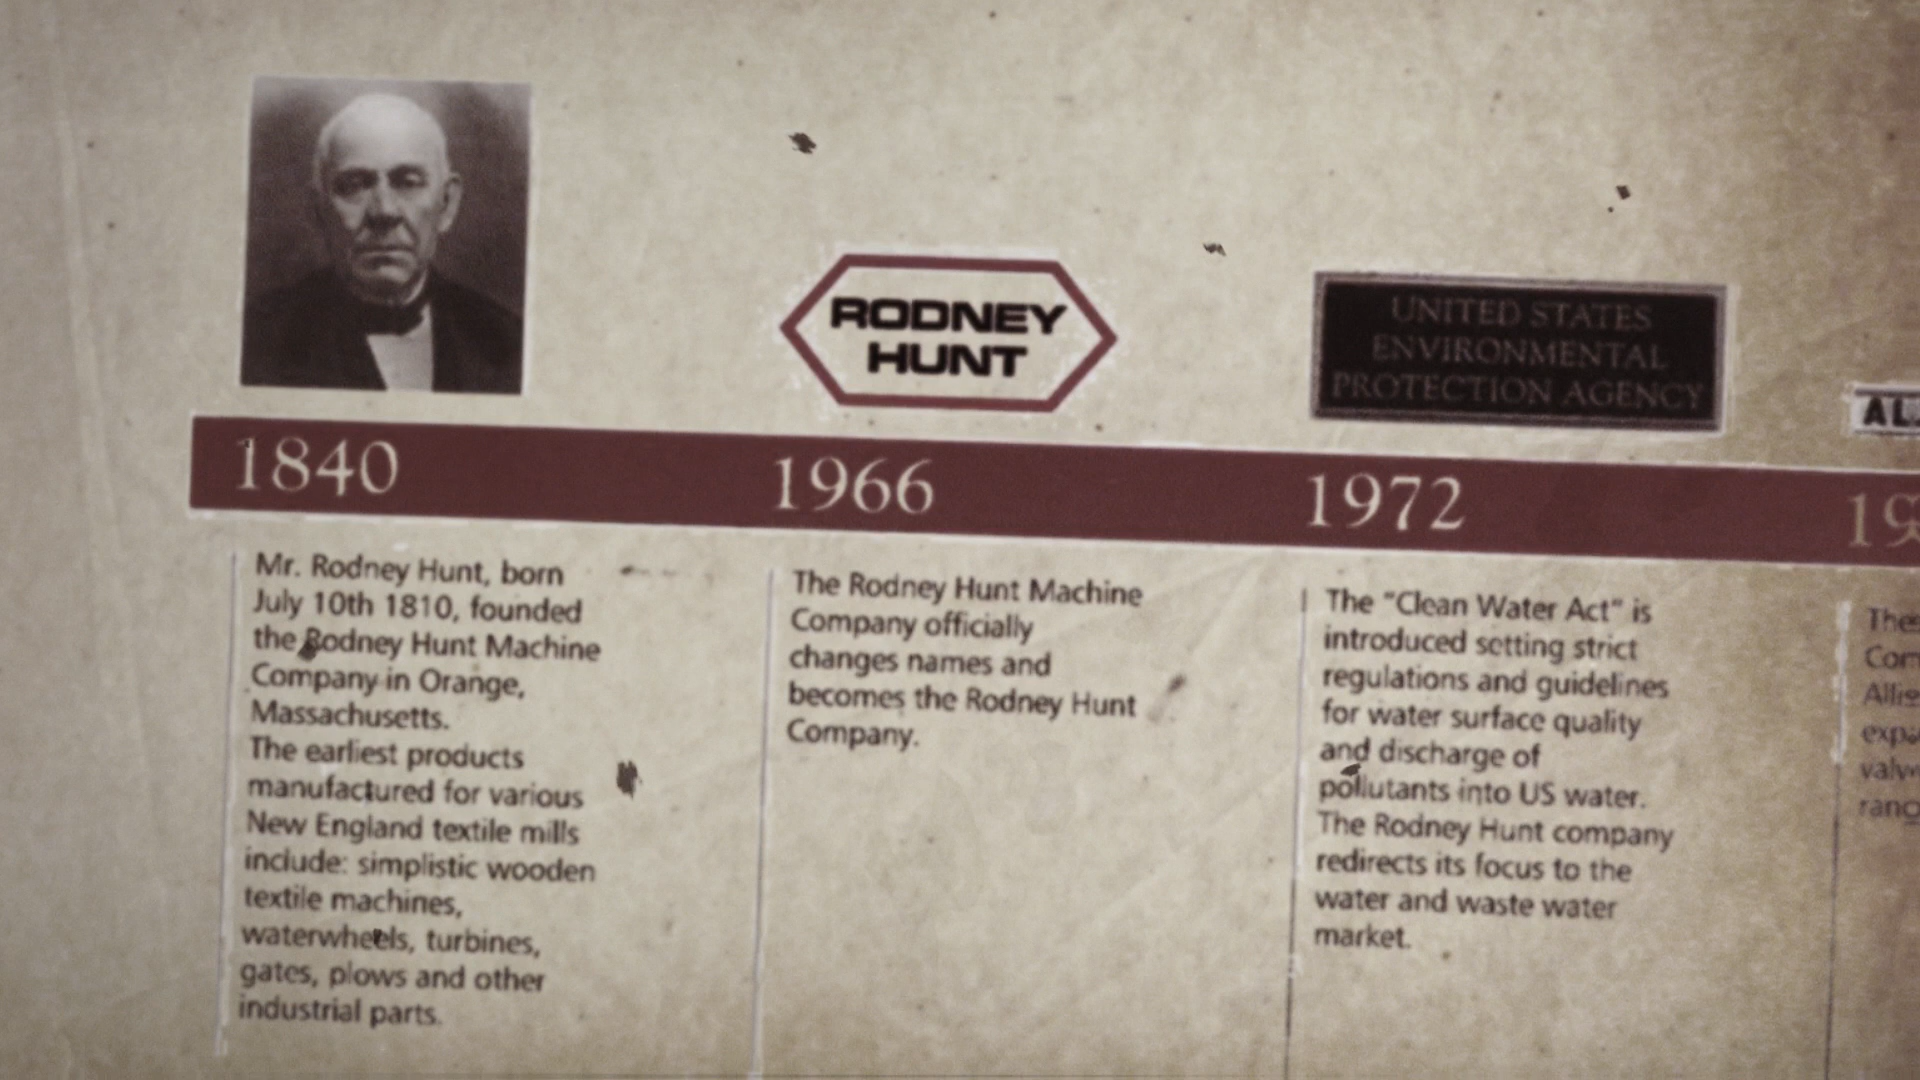 RODNEY
HUNT
UNITED STATES
ENVIRONMENTAL
PROTECTION AGENCY
1840
1966
1972
Mr. Rodney Hunt, born
July 10th 1810, founded
the Rodney Hunt Machine
Company in Orange,
Massachusetts.
The earliest products
manufactured for various
New England textile mills
include: simplistic wooden
textile machines,
waterwheels, turbines,
gates, plows and other
industrial parts.
The Rodney Hunt Machine
Company officially
changes names and
becomes the Rodney Hunt
Company.
The "Clean Water Act" is
introduced setting strict
regulations and guidelines
for water surface quality
and discharge of
pollutants into US water.
The Rodney Hunt company
redirects its focus to the
water and waste water
market.